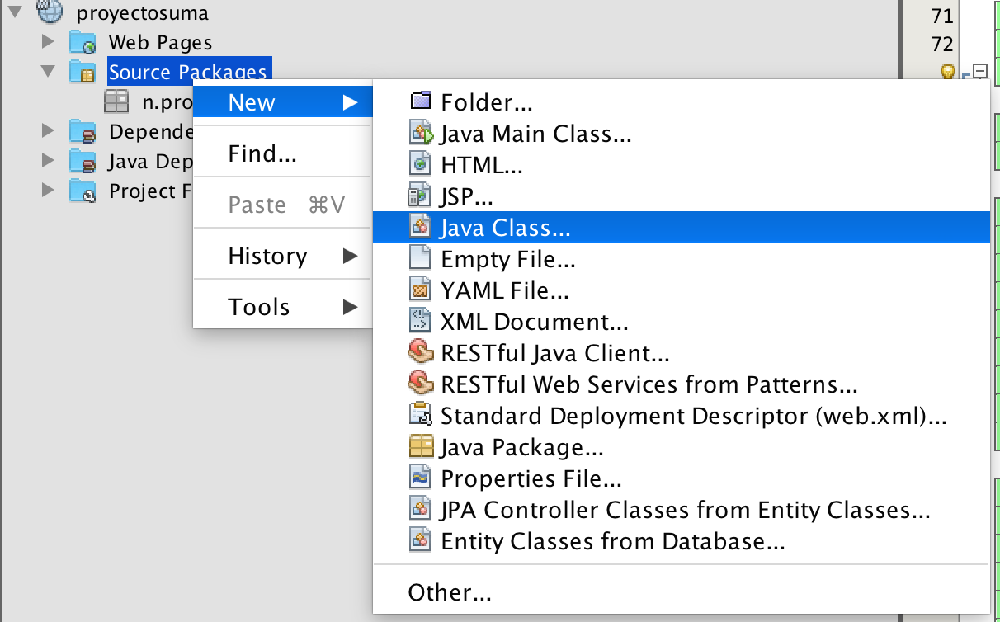 proyectosuma
Web Pages
Source Packages
n.pro
Depende
Java Dep
Project F
New
Find...
Paste ⌘V
History
Tools
Folder...
Java Main Class...
HTML...
JSP...
Java Class...
Empty File...
YAML File...
XML Document...
RESTful Java Client...
RESTful Web Services from Patterns...
Standard Deployment Descriptor (web.xml)...
Java Package...
Properties File...
JPA Controller Classes from Entity Classes...
Entity Classes from Database...
Other...
71
72